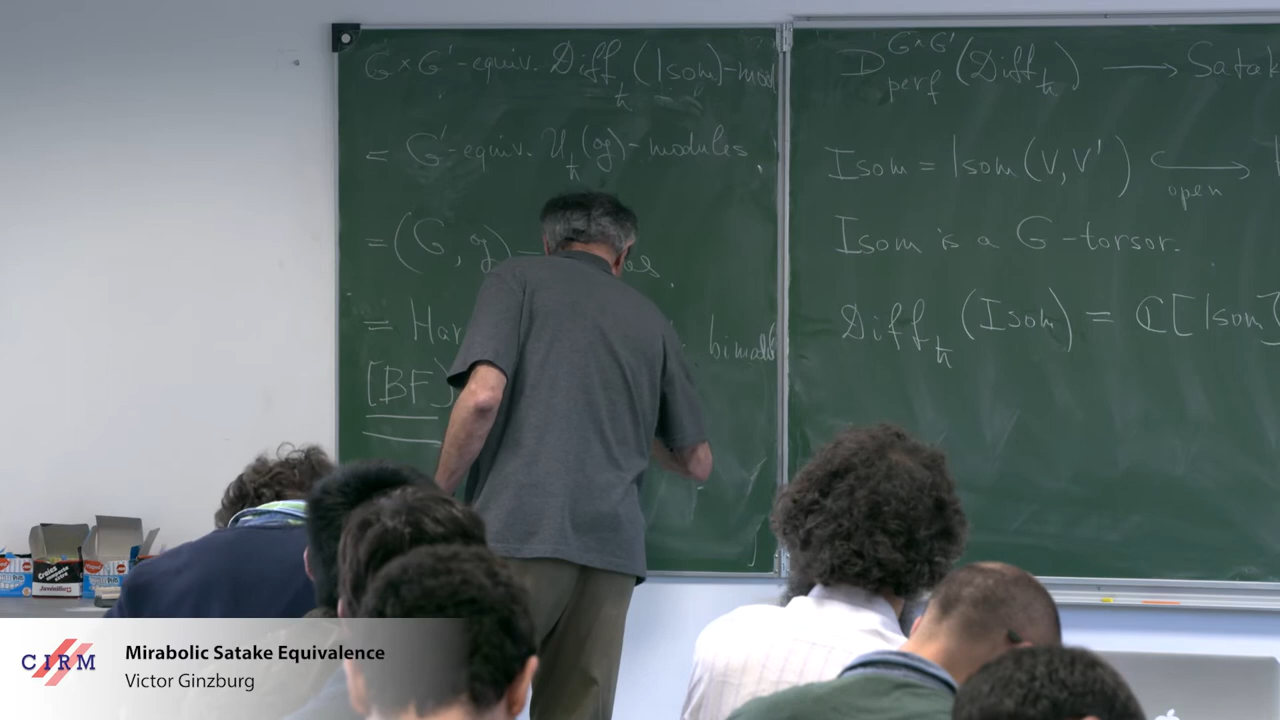 G × G'-equiv. Diff_ħ (Isom)-mod
= G'-equiv. U_ħ(𝔤)-modules,
= (G, 𝔤)-
= Har bimod
[BF]
D^{G×G'}_{perf}(Diff_ħ) → Satak
Isom = Isom(V,V') ↪ open
Isom is a G-torsor.
Diff_ħ (Isom) = ℂ[Isom]
CIRM
Mirabolic Satake Equivalence
Victor Ginzburg